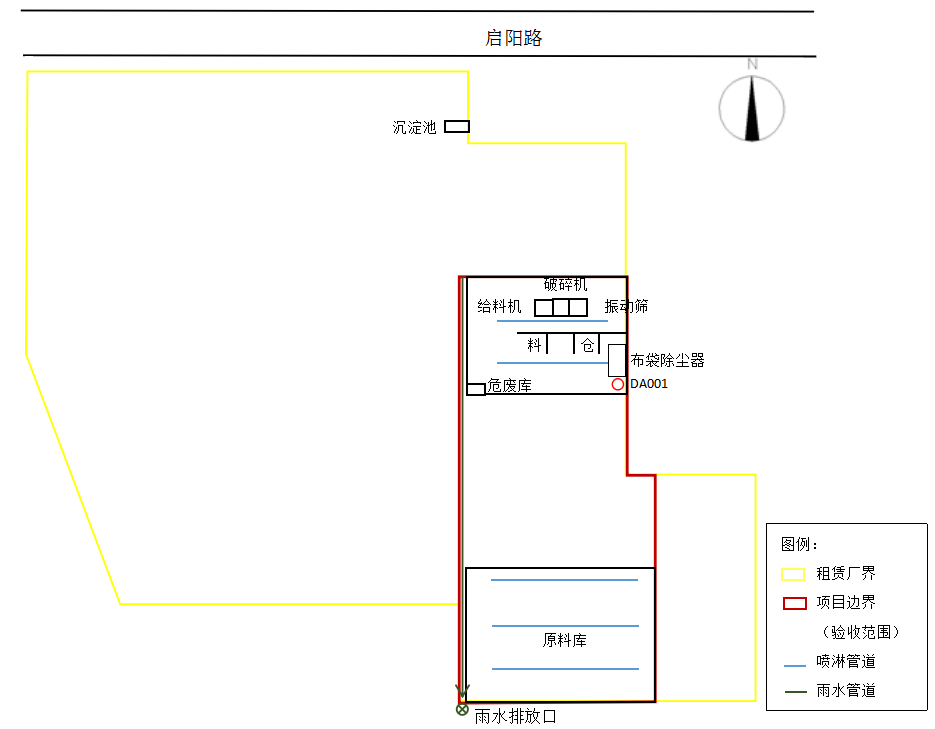 启阳路
N
沉淀池
破碎机
给料机
振动筛
料
仓
布袋除尘器
危废库
DA001
原料库
雨水排放口
图例：
租赁厂界
项目边界
（验收范围）
喷淋管道
雨水管道